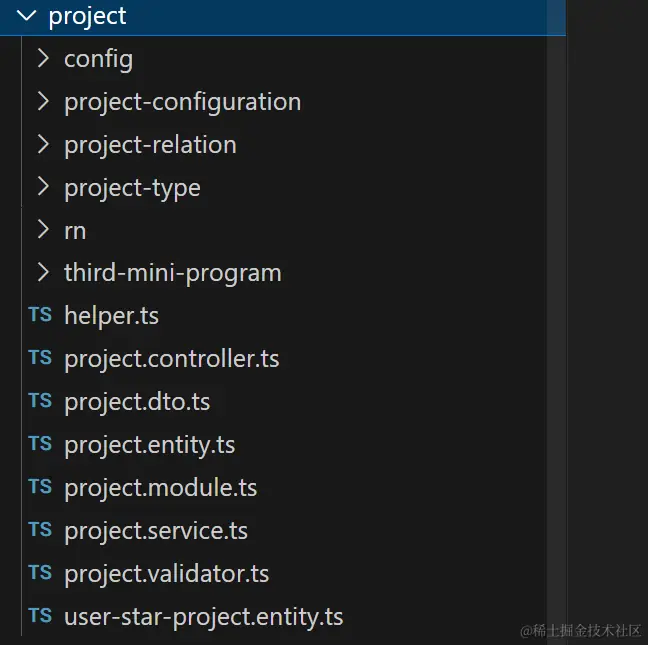 project
config
project-configuration
project-relation
project-type
rn
third-mini-program
TS helper.ts
TS project.controller.ts
TS project.dto.ts
TS project.entity.ts
TS project.module.ts
TS project.service.ts
TS project.validator.ts
TS user-star-project.entity.ts
@稀土掘金技术社区